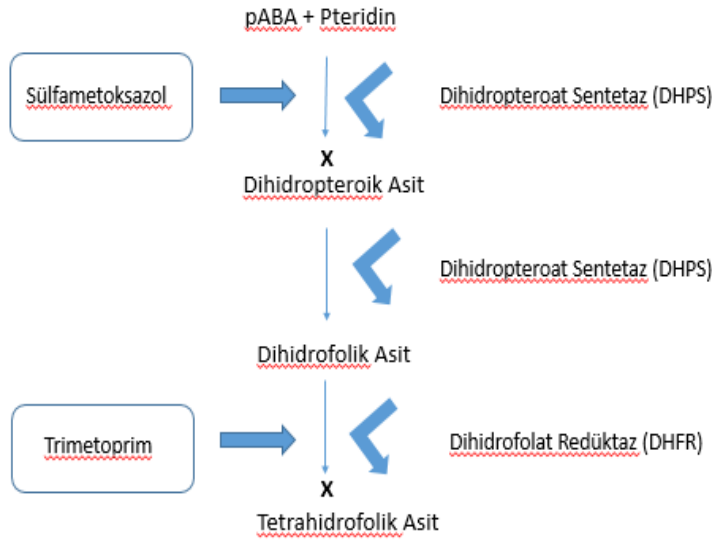 pABA + Pteridin
Sülfametoksazol
Dihidropteroat Sentetaz (DHPS)
X
Dihidropteroik Asit
Dihidropteroat Sentetaz (DHPS)
Dihidrofolik Asit
Trimetoprim
Dihidrofolat Redüktaz (DHFR)
X
Tetrahidrofolik Asit